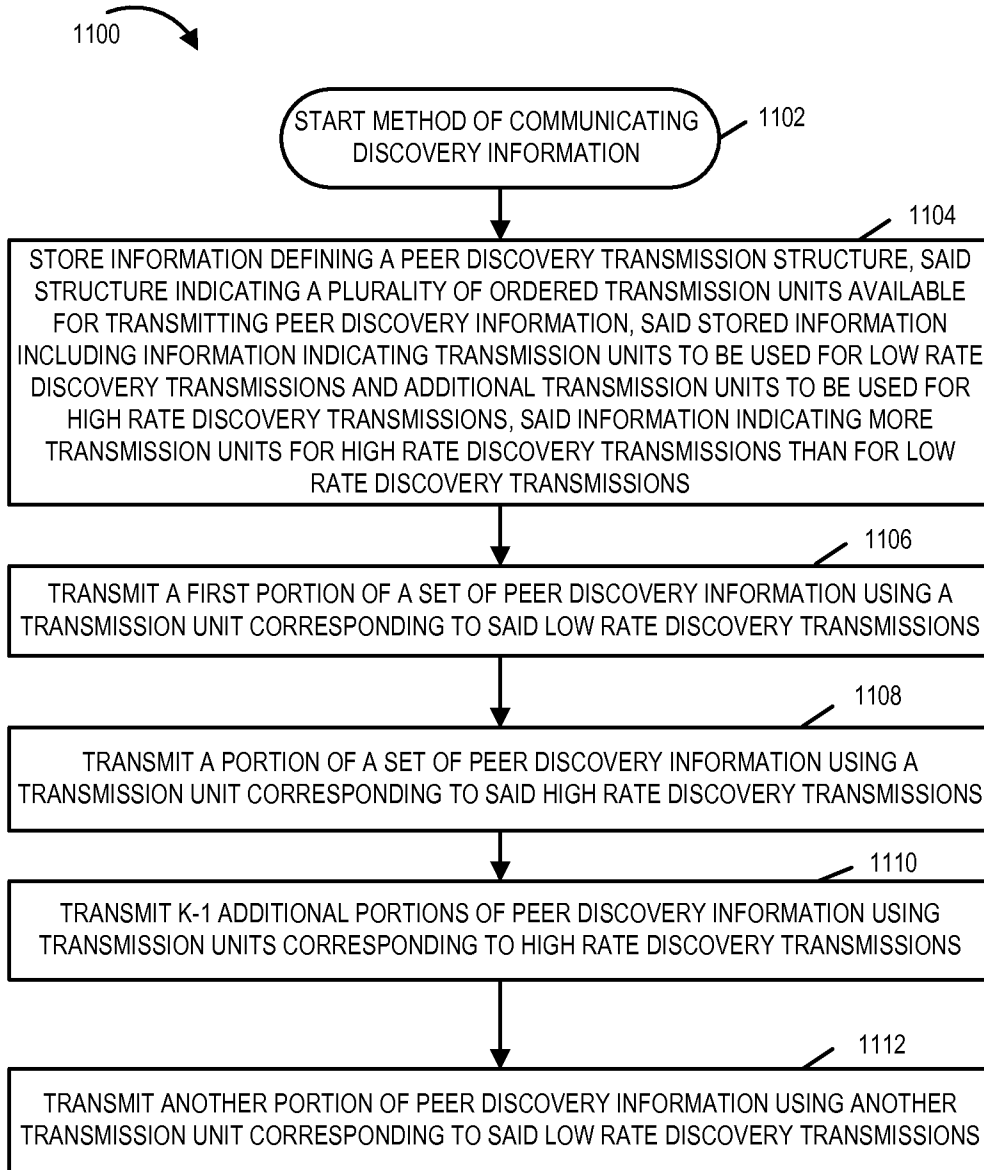 1100
START METHOD OF COMMUNICATING
DISCOVERY INFORMATION
1102
1104
STORE INFORMATION DEFINING A PEER DISCOVERY TRANSMISSION STRUCTURE, SAID
STRUCTURE INDICATING A PLURALITY OF ORDERED TRANSMISSION UNITS AVAILABLE
FOR TRANSMITTING PEER DISCOVERY INFORMATION, SAID STORED INFORMATION
INCLUDING INFORMATION INDICATING TRANSMISSION UNITS TO BE USED FOR LOW RATE
DISCOVERY TRANSMISSIONS AND ADDITIONAL TRANSMISSION UNITS TO BE USED FOR
HIGH RATE DISCOVERY TRANSMISSIONS, SAID INFORMATION INDICATING MORE
TRANSMISSION UNITS FOR HIGH RATE DISCOVERY TRANSMISSIONS THAN FOR LOW
RATE DISCOVERY TRANSMISSIONS
1106
TRANSMIT A FIRST PORTION OF A SET OF PEER DISCOVERY INFORMATION USING A
TRANSMISSION UNIT CORRESPONDING TO SAID LOW RATE DISCOVERY TRANSMISSIONS
1108
TRANSMIT A PORTION OF A SET OF PEER DISCOVERY INFORMATION USING A
TRANSMISSION UNIT CORRESPONDING TO SAID HIGH RATE DISCOVERY TRANSMISSIONS
1110
TRANSMIT K-1 ADDITIONAL PORTIONS OF PEER DISCOVERY INFORMATION USING
TRANSMISSION UNITS CORRESPONDING TO HIGH RATE DISCOVERY TRANSMISSIONS
1112
TRANSMIT ANOTHER PORTION OF PEER DISCOVERY INFORMATION USING ANOTHER
TRANSMISSION UNIT CORRESPONDING TO SAID LOW RATE DISCOVERY TRANSMISSIONS